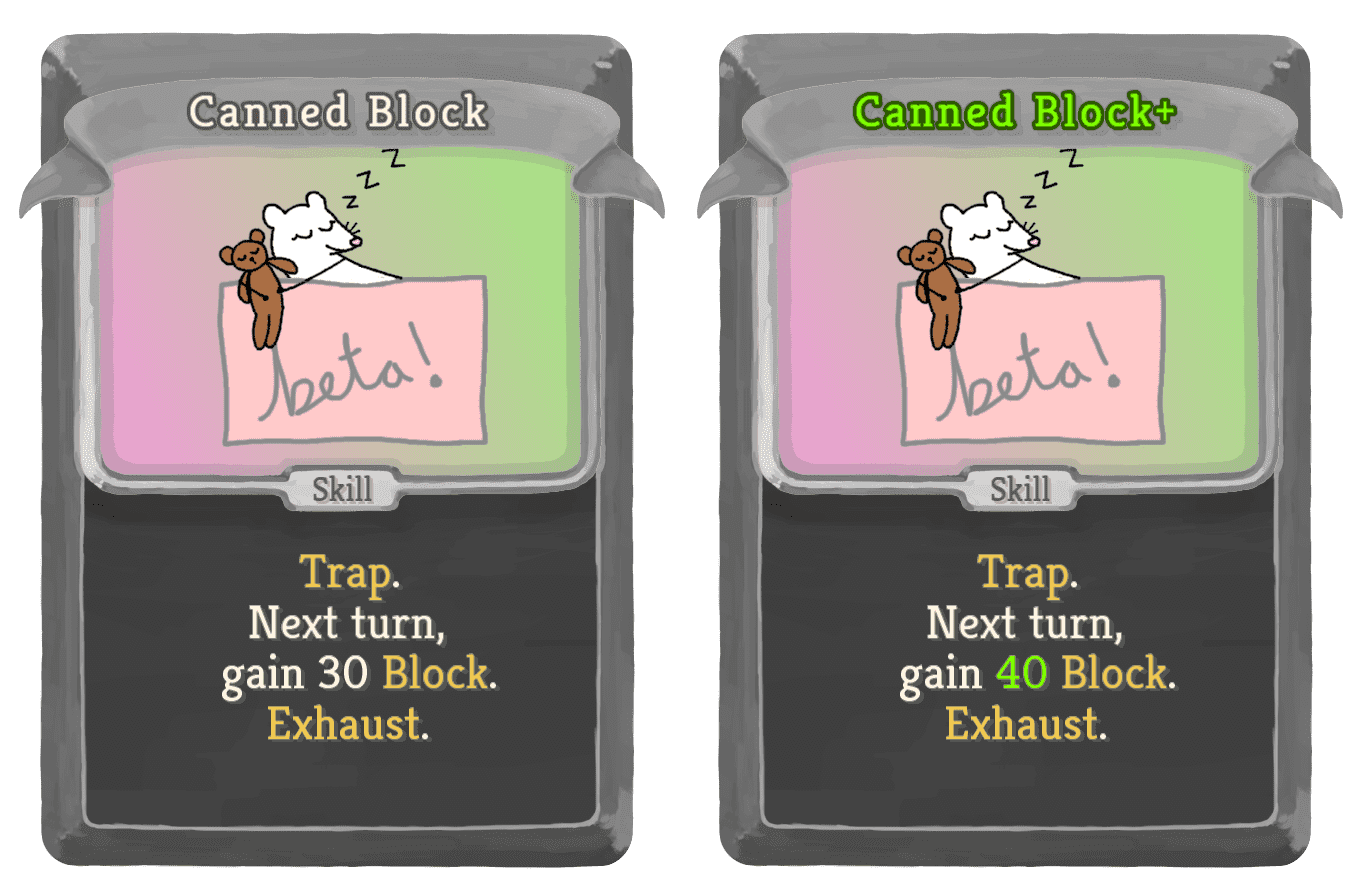 Canned Block
z z z
beta!
Skill
Trap.
Next turn,
gain 30 Block.
Exhaust.
Canned Block+
z z z
beta!
Skill
Trap.
Next turn,
gain 40 Block.
Exhaust.